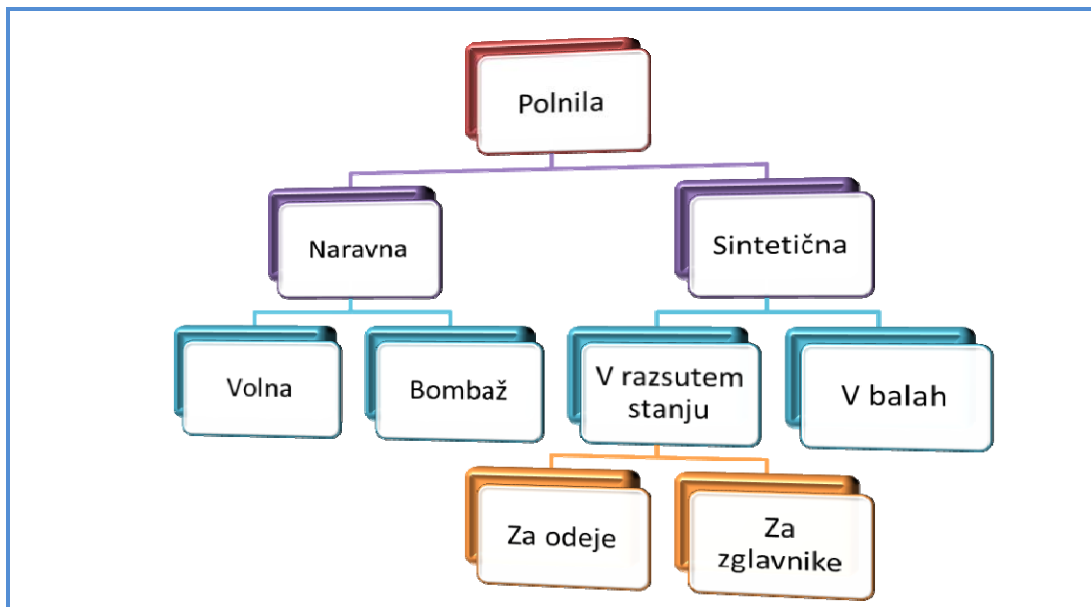 Polnila
Naravna
Sintetična
Volna
Bombaž
V razsutem
stanju
V balah
Za odeje
Za
zglavnike